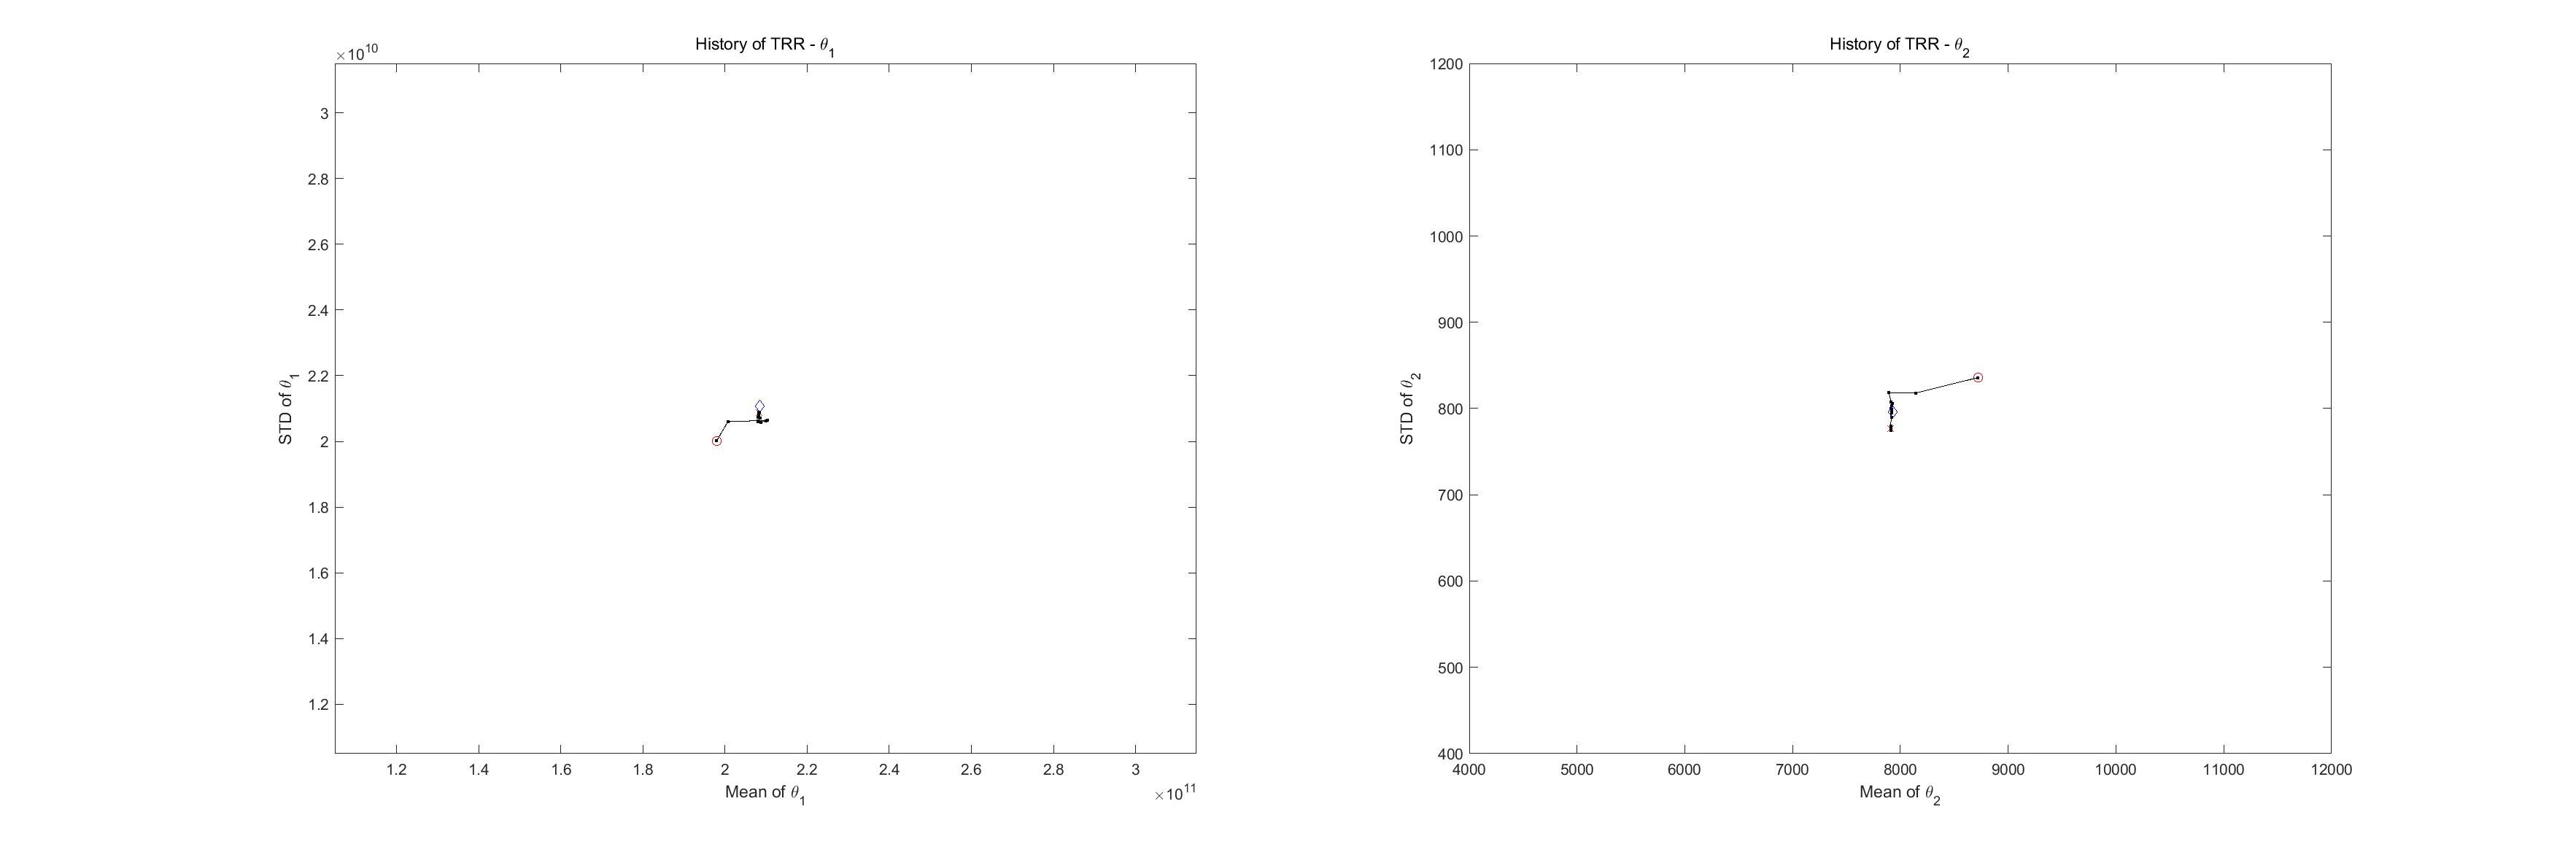 History of TRR - θ1
×10^10
3
2.8
2.6
2.4
2.2
2
1.8
1.6
1.4
1.2
STD of θ1
1.2 1.4 1.6 1.8 2 2.2 2.4 2.6 2.8 3
Mean of θ1
×10^11
History of TRR - θ2
1200
1100
1000
900
800
700
600
500
400
STD of θ2
4000 5000 6000 7000 8000 9000 10000 11000 12000
Mean of θ2